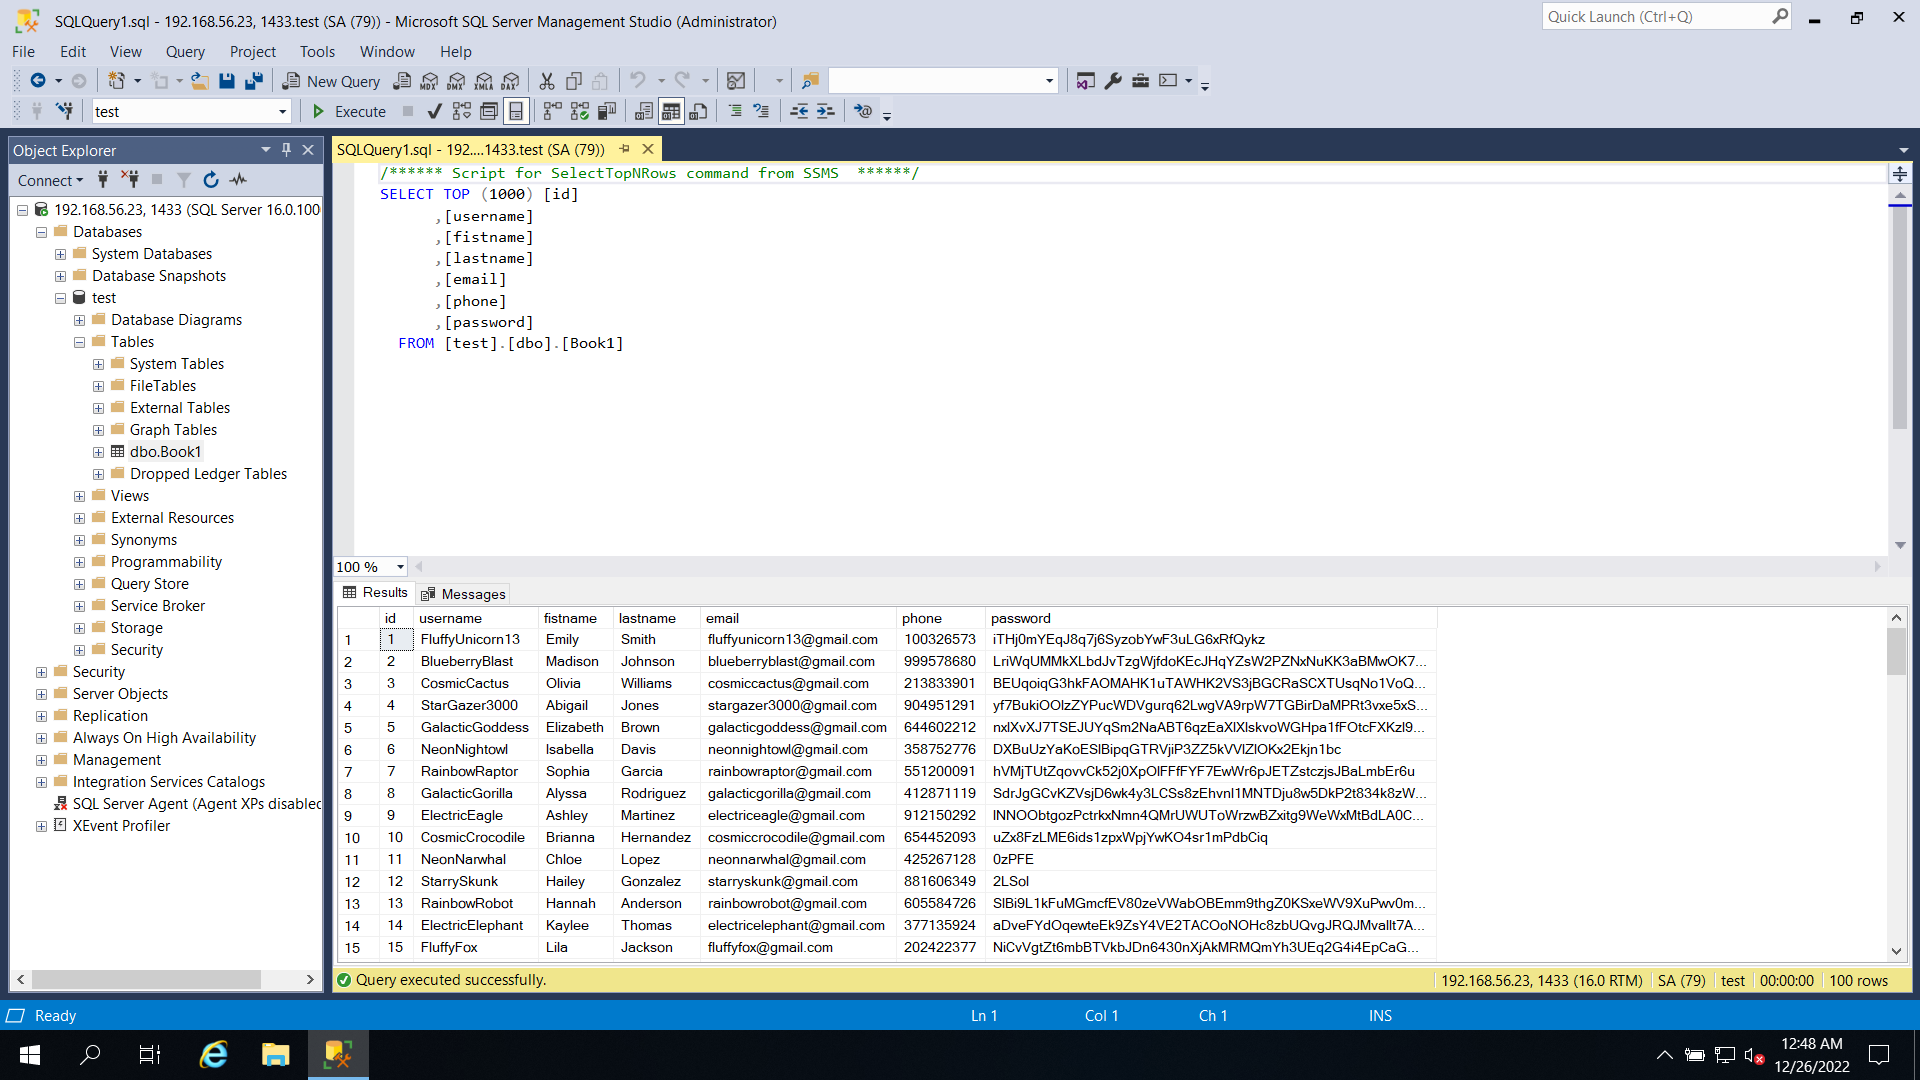 SQLQuery1.sql - 192.168.56.23, 1433.test (SA (79)) - Microsoft SQL Server Management Studio (Administrator)
Quick Launch (Ctrl+Q)
File Edit View Query Project Tools Window Help
New Query MDX DMX XMLA DAX
test Execute
Object Explorer
Connect
192.168.56.23, 1433 (SQL Server 16.0.100
Databases
System Databases
Database Snapshots
test
Database Diagrams
Tables
System Tables
FileTables
External Tables
Graph Tables
dbo.Book1
Dropped Ledger Tables
Views
External Resources
Synonyms
Programmability
Query Store
Service Broker
Storage
Security
Security
Server Objects
Replication
Always On High Availability
Management
Integration Services Catalogs
SQL Server Agent (Agent XPs disabled
XEvent Profiler
SQLQuery1.sql - 192....1433.test (SA (79))
/****** Script for SelectTopNRows command from SSMS ******/
SELECT TOP (1000) [id]
,[username]
,[fistname]
,[lastname]
,[email]
,[phone]
,[password]
FROM [test].[dbo].[Book1]
100 %
Results Messages
id username fistname lastname email phone password
1 1 FluffyUnicorn13 Emily Smith fluffyunicorn13@gmail.com 100326573
2 2 BlueberryBlast Madison Johnson blueberryblast@gmail.com 999578680
3 3 CosmicCactus Olivia Williams cosmiccactus@gmail.com 213833901
4 4 StarGazer3000 Abigail Jones stargazer3000@gmail.com 904951291
5 5 GalacticGoddess Elizabeth Brown galacticgoddess@gmail.com 644602212
6 6 NeonNightowl Isabella Davis neonnightowl@gmail.com 358752776
7 7 RainbowRaptor Sophia Garcia rainbowraptor@gmail.com 551200091
8 8 GalacticGorilla Alyssa Rodriguez galacticgorilla@gmail.com 412871119
9 9 ElectricEagle Ashley Martinez electriceagle@gmail.com 912150292
10 10 CosmicCrocodile Brianna Hernandez cosmiccrocodile@gmail.com 654452093
11 11 NeonNarwhal Chloe Lopez neonnarwhal@gmail.com 425267128 0zPFE
12 12 StarrySkunk Hailey Gonzalez starryskunk@gmail.com 881606349
13 13 RainbowRobot Hannah Anderson rainbowrobot@gmail.com 605584726
14 14 ElectricElephant Kaylee Thomas electricelephant@gmail.com 377135924
15 15 FluffyFox Lila Jackson fluffyfox@gmail.com 202422377
Query executed successfully. 192.168.56.23, 1433 (16.0 RTM) SA (79) test 00:00:00 100 rows
Ready Ln 1 Col 1 Ch 1 INS
12:48 AM
12/26/2022